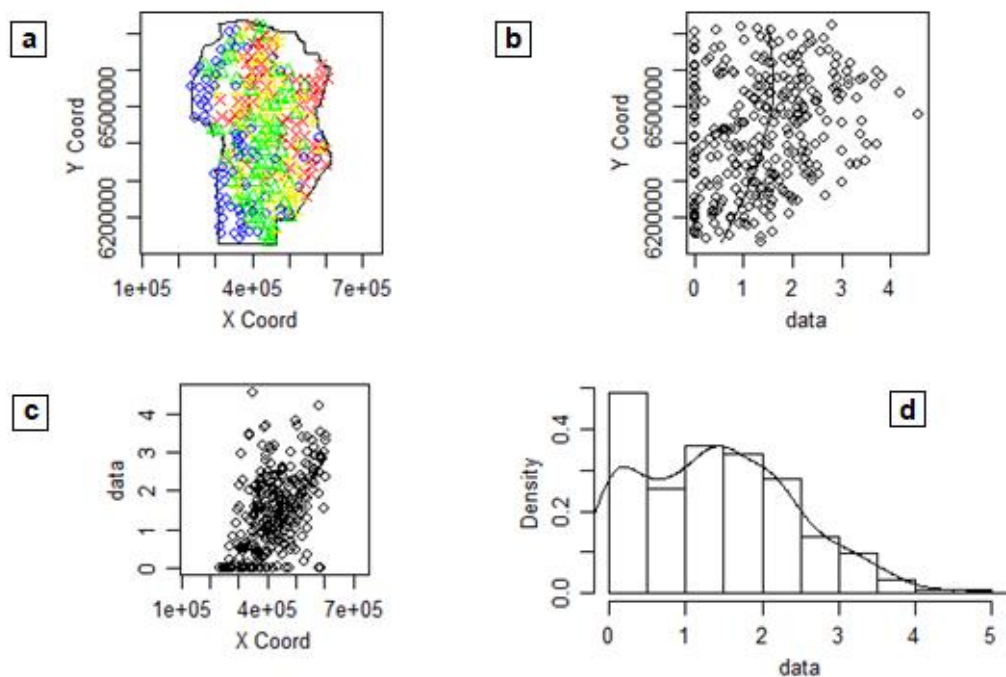 a
6200000 6500000
Y Coord
1e+05 4e+05 7e+05
X Coord
b
6200000 6500000
Y Coord
0 1 2 3 4
data
c
0 1 2 3 4
data
1e+05 4e+05 7e+05
X Coord
d
0.0 0.2 0.4
Density
0 1 2 3 4 5
data